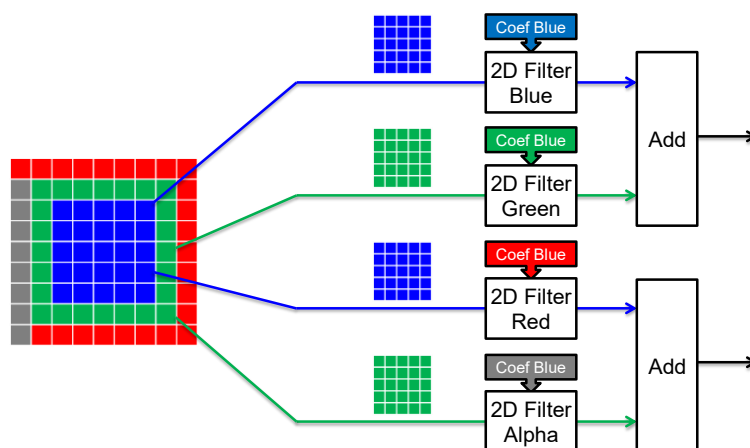 Coef Blue
2D Filter
Blue
Coef Blue
2D Filter
Green
Add
Coef Blue
2D Filter
Red
Coef Blue
2D Filter
Alpha
Add